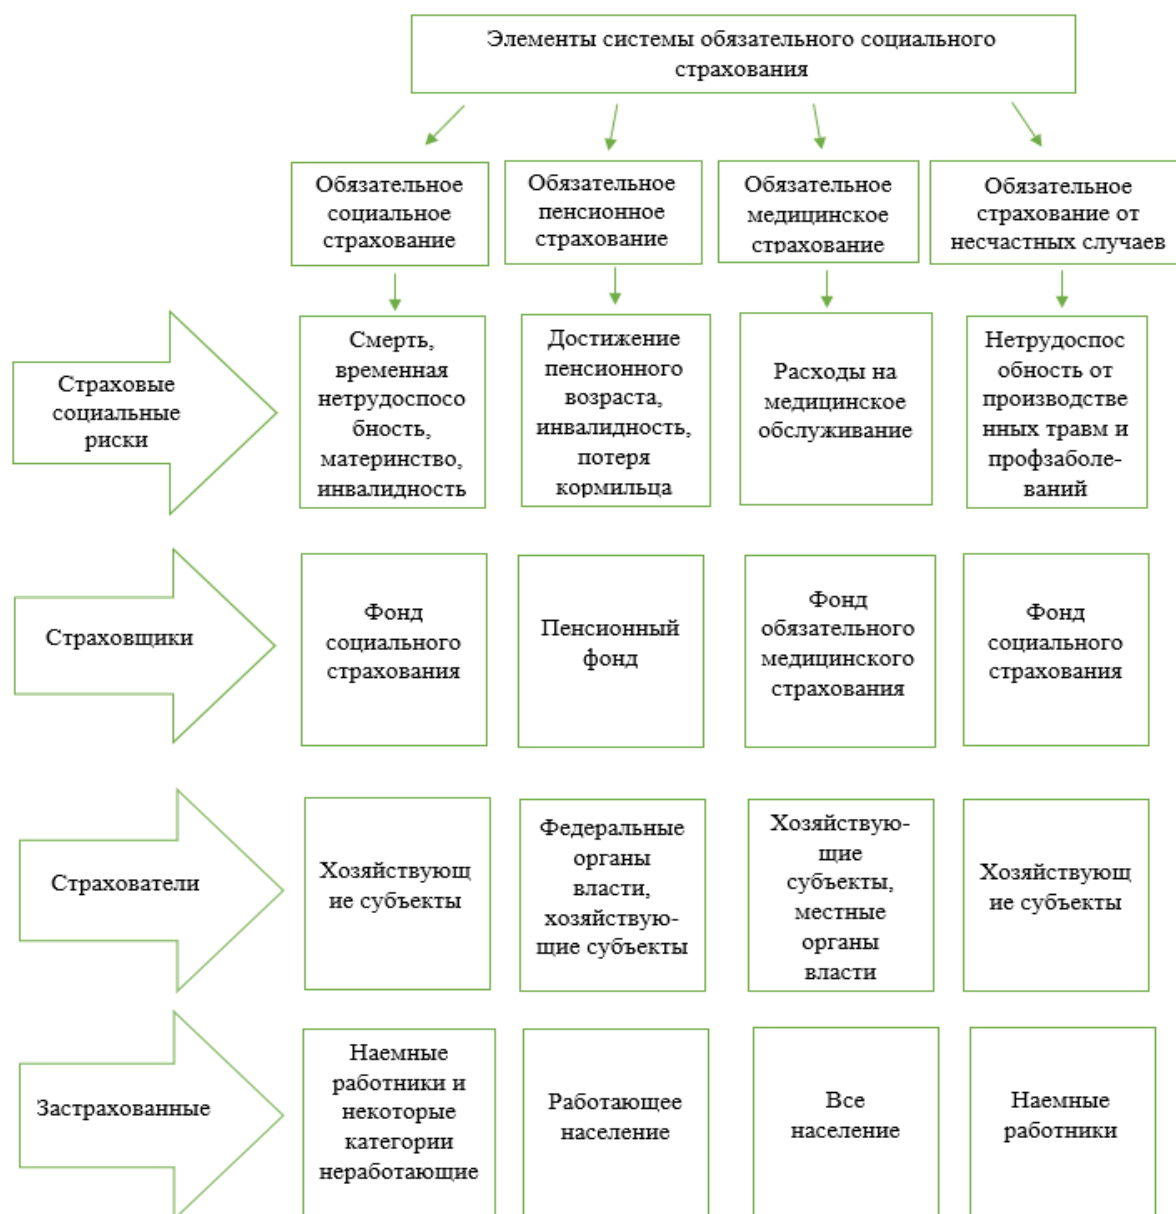 Элементы системы обязательного социального
страхования
Обязательное
социальное
страхование
Обязательное
пенсионное
страхование
Обязательное
медицинское
страхование
Обязательное
страхование от
несчастных случаев
Страховые
социальные
риски
Смерть,
временная
нетрудоспосо
бность,
материнство,
инвалидность
Достижение
пенсионного
возраста,
инвалидность,
потеря
кормильца
Расходы на
медицинское
обслуживание
Нетрудоспос
обность от
производстве
нных травм и
профзаболе-
ваний
Страховщики
Фонд
социального
страхования
Пенсионный
фонд
Фонд
обязательного
медицинского
страхования
Фонд
социального
страхования
Страхователи
Хозяйствующ
ие субъекты
Федеральные
органы
власти,
хозяйствую-
щие субъекты
Хозяйствую-
щие
субъекты,
местные
органы
власти
Хозяйствующ
ие субъекты
Застрахованные
Наемные
работники и
некоторые
категории
неработающие
Работающее
население
Все
население
Наемные
работники